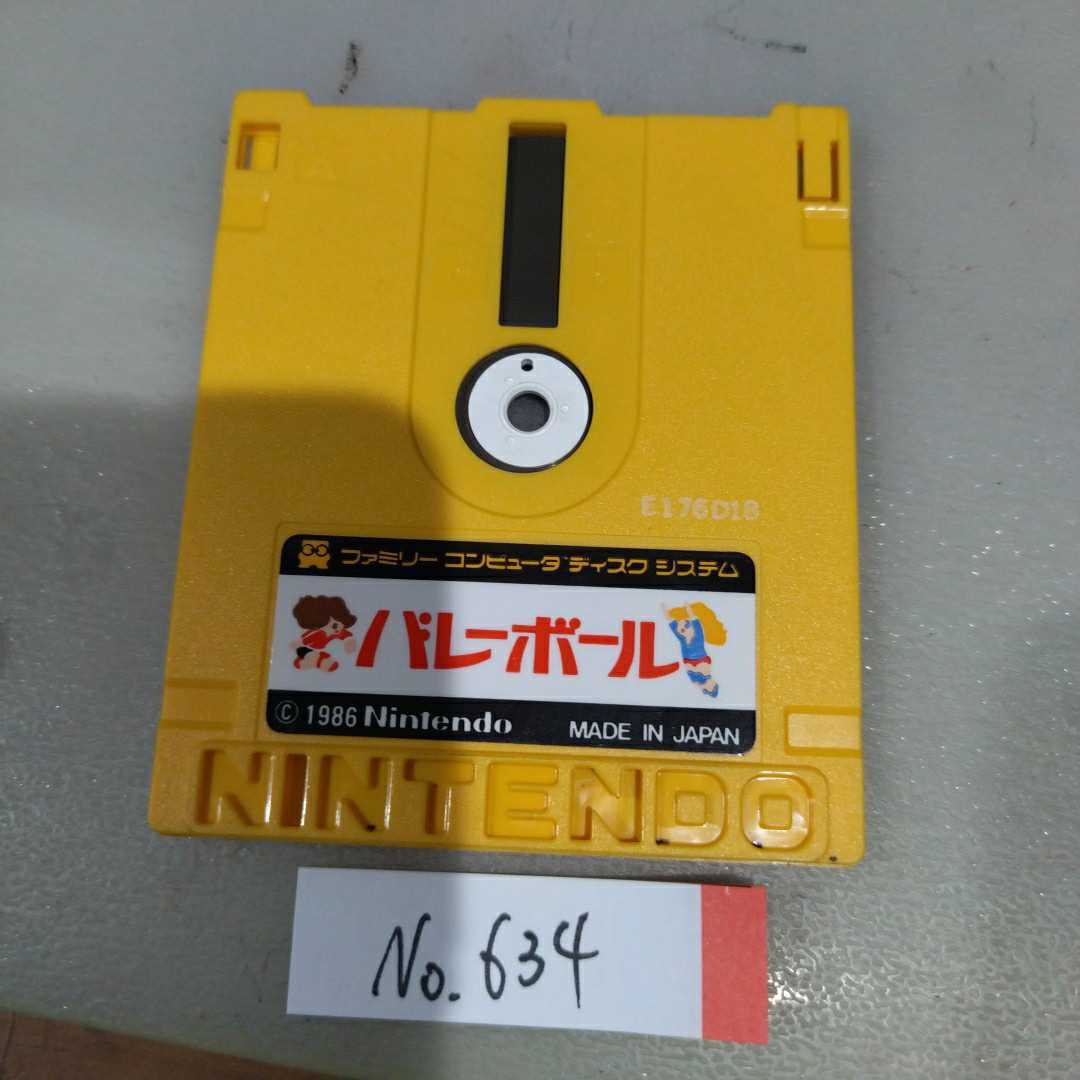 E176D1B
ファミリー コンピュータ ディスク システム
バレーボール
© 1986 Nintendo MADE IN JAPAN
NINTENDO
No. 634